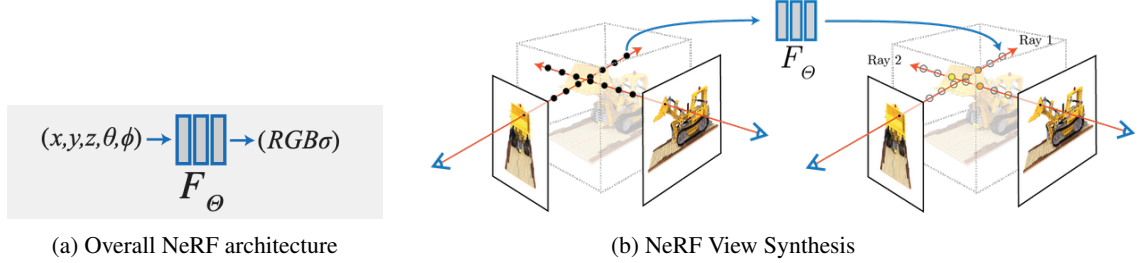 (x,y,z,θ,ϕ) → (RGBσ)
F_Θ
(a) Overall NeRF architecture
F_Θ
Ray 1
Ray 2
(b) NeRF View Synthesis